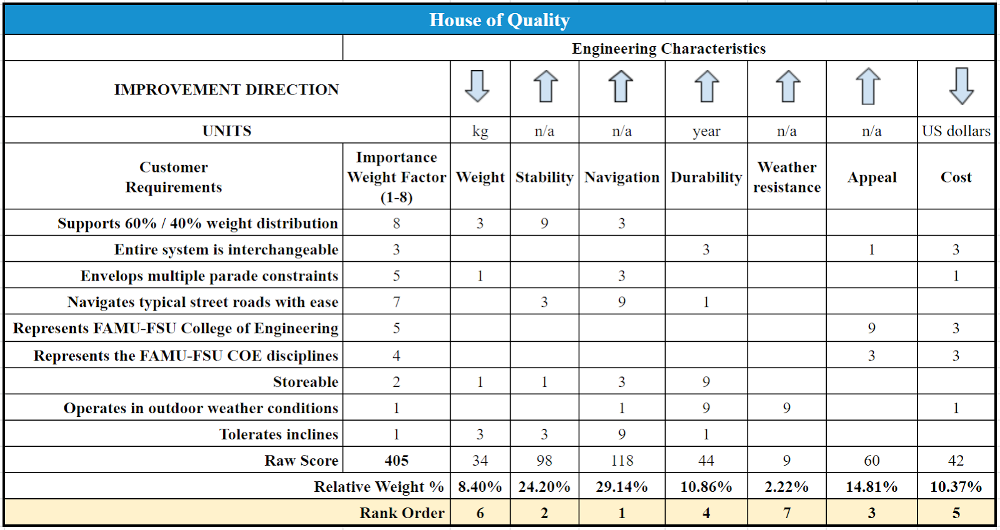 House of Quality
Engineering Characteristics
IMPROVEMENT DIRECTION
UNITS kg n/a n/a year n/a n/a US dollars
Customer Requirements Importance Weight Factor (1-8) Weight Stability Navigation Durability Weather resistance Appeal Cost
Supports 60% / 40% weight distribution 8 3 9 3
Entire system is interchangeable 3 3 1 3
Envelops multiple parade constraints 5 1 3 1
Navigates typical street roads with ease 7 3 9 1
Represents FAMU-FSU College of Engineering 5 9 3
Represents the FAMU-FSU COE disciplines 4 3 3
Storeable 2 1 1 3 9
Operates in outdoor weather conditions 1 1 9 9 1
Tolerates inclines 1 3 3 9 1
Raw Score 405 34 98 118 44 9 60 42
Relative Weight % 8.40% 24.20% 29.14% 10.86% 2.22% 14.81% 10.37%
Rank Order 6 2 1 4 7 3 5